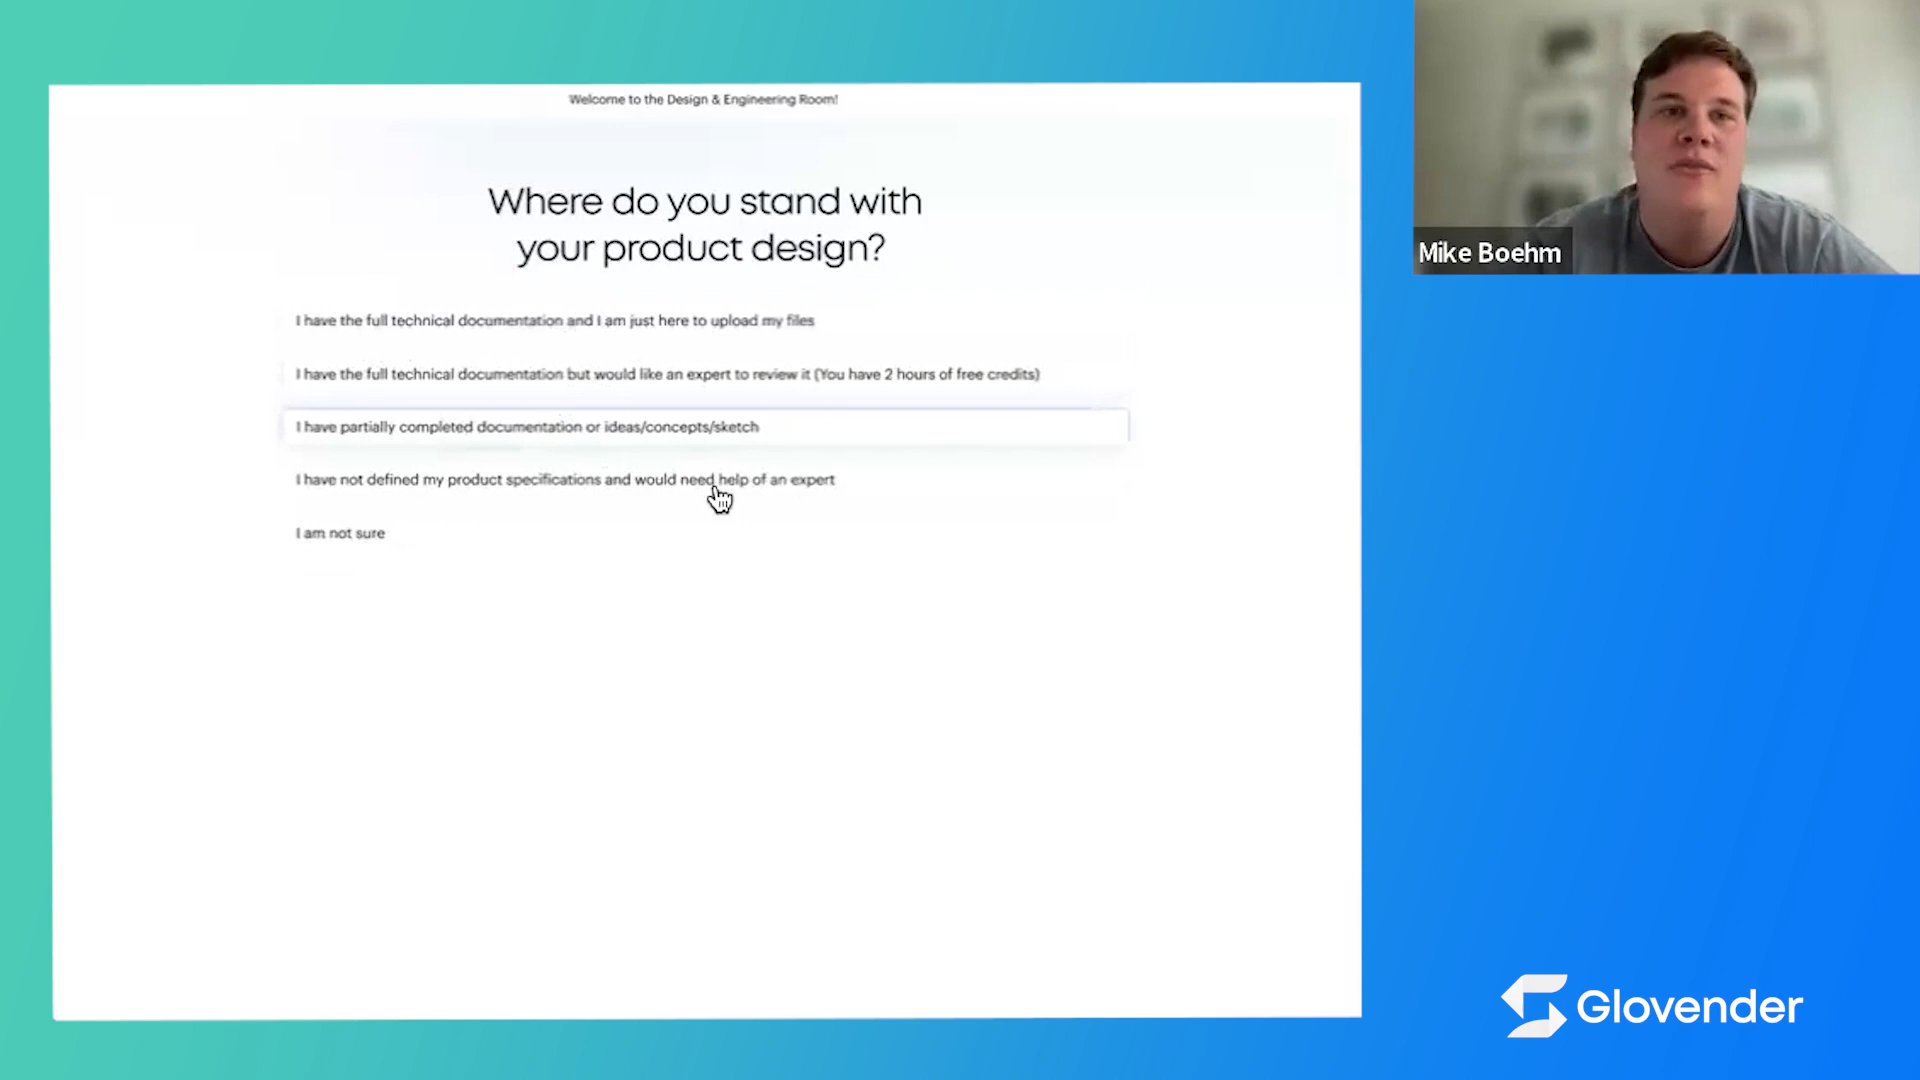 Welcome to the Design & Engineering Room!
Where do you stand with
your product design?
I have the full technical documentation and I am just here to upload my files
I have the full technical documentation but would like an expert to review it (You have 2 hours of free credits)
I have partially completed documentation or ideas/concepts/sketch
I have not defined my product specifications and would need help of an expert
I am not sure
Mike Boehm
Glovender